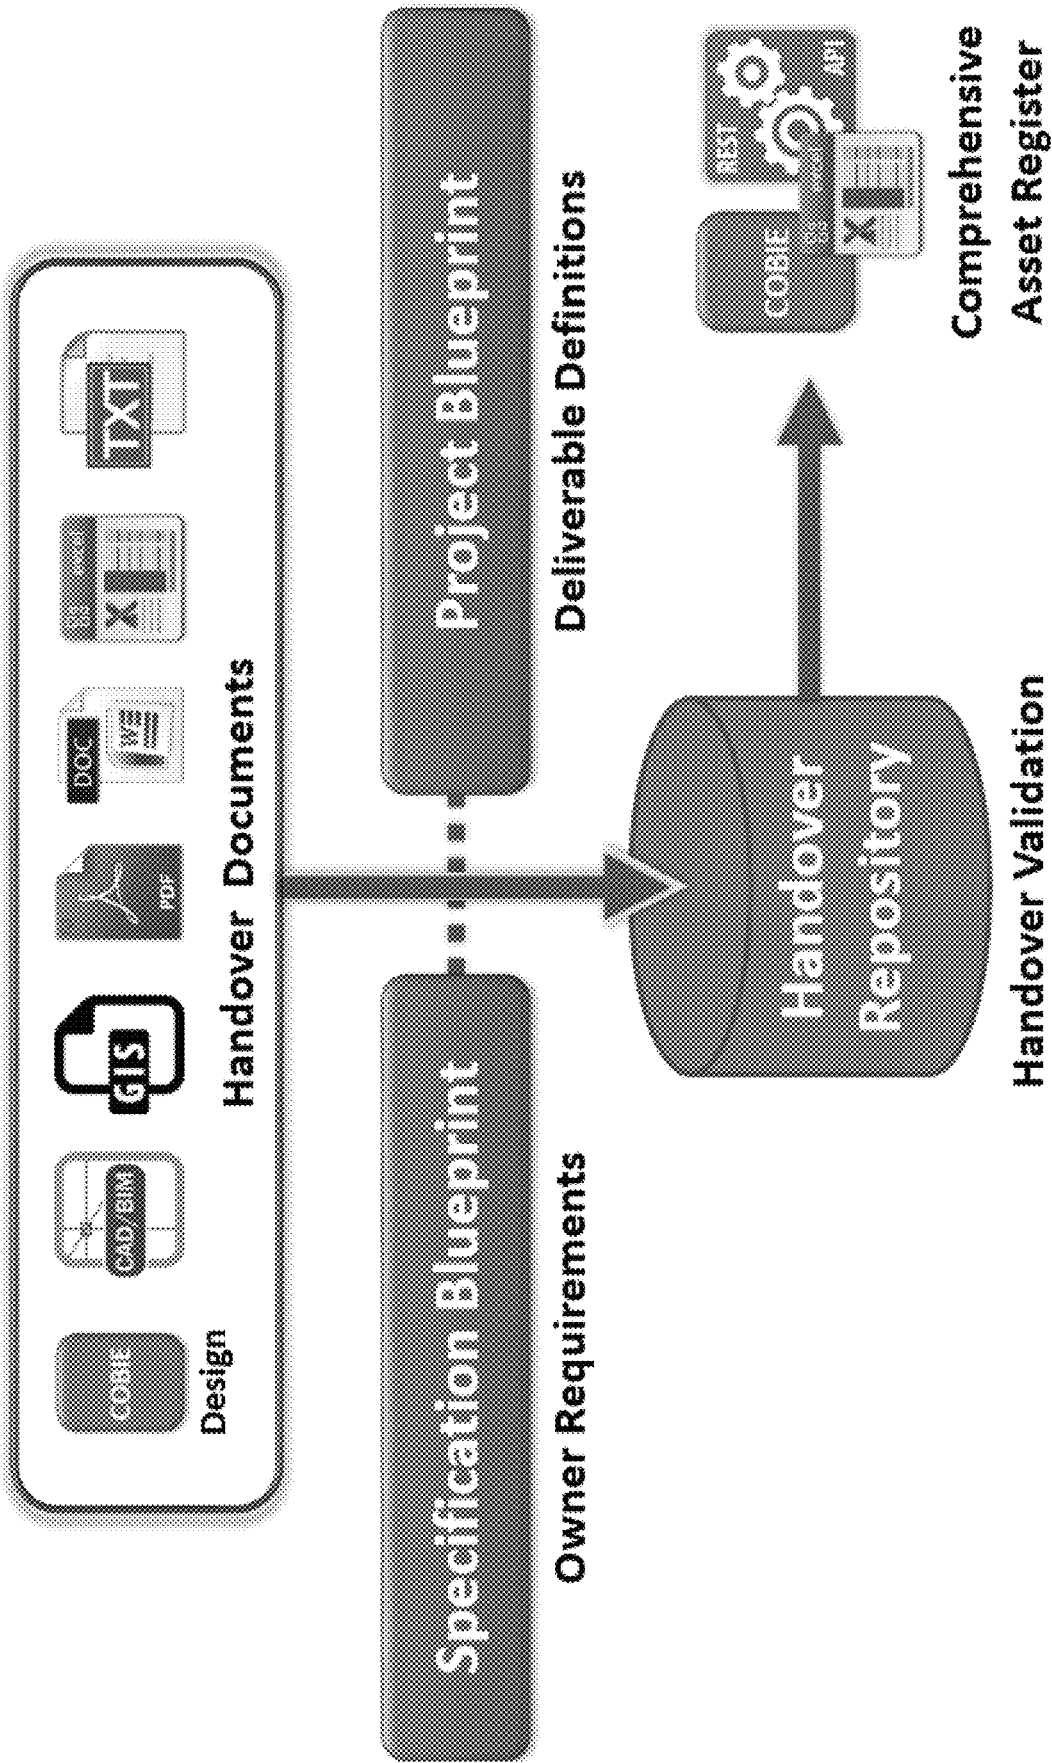 COBIE
Design
CAD/BIM
GIS
PDF
DOC
W
X
TXT
Handover Documents
Specification Blueprint
Project Blueprint
Owner Requirements
Deliverable Definitions
Handover
Repository
Handover Validation
COBIE
REST
API
X
Comprehensive
Asset Register